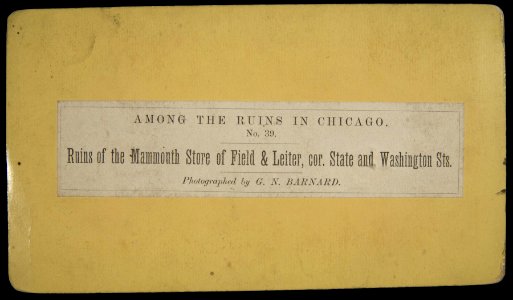 AMONG THE RUINS IN CHICAGO.
No. 39.
Ruins of the Mammouth Store of Field & Leiter, cor. State and Washington Sts.
Photographed by G. N. BARNARD.